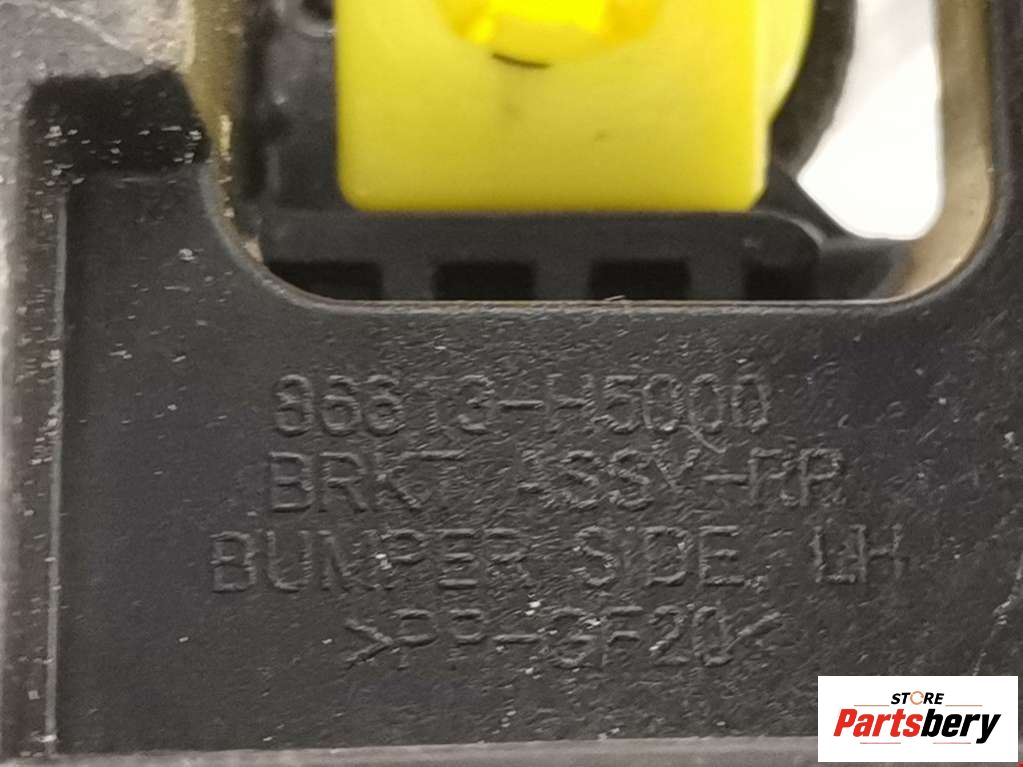 86613-H5000
BRKT ASSY-RR
BUMPER SIDE, LH
>PP-GF20<
STORE
Partsbery